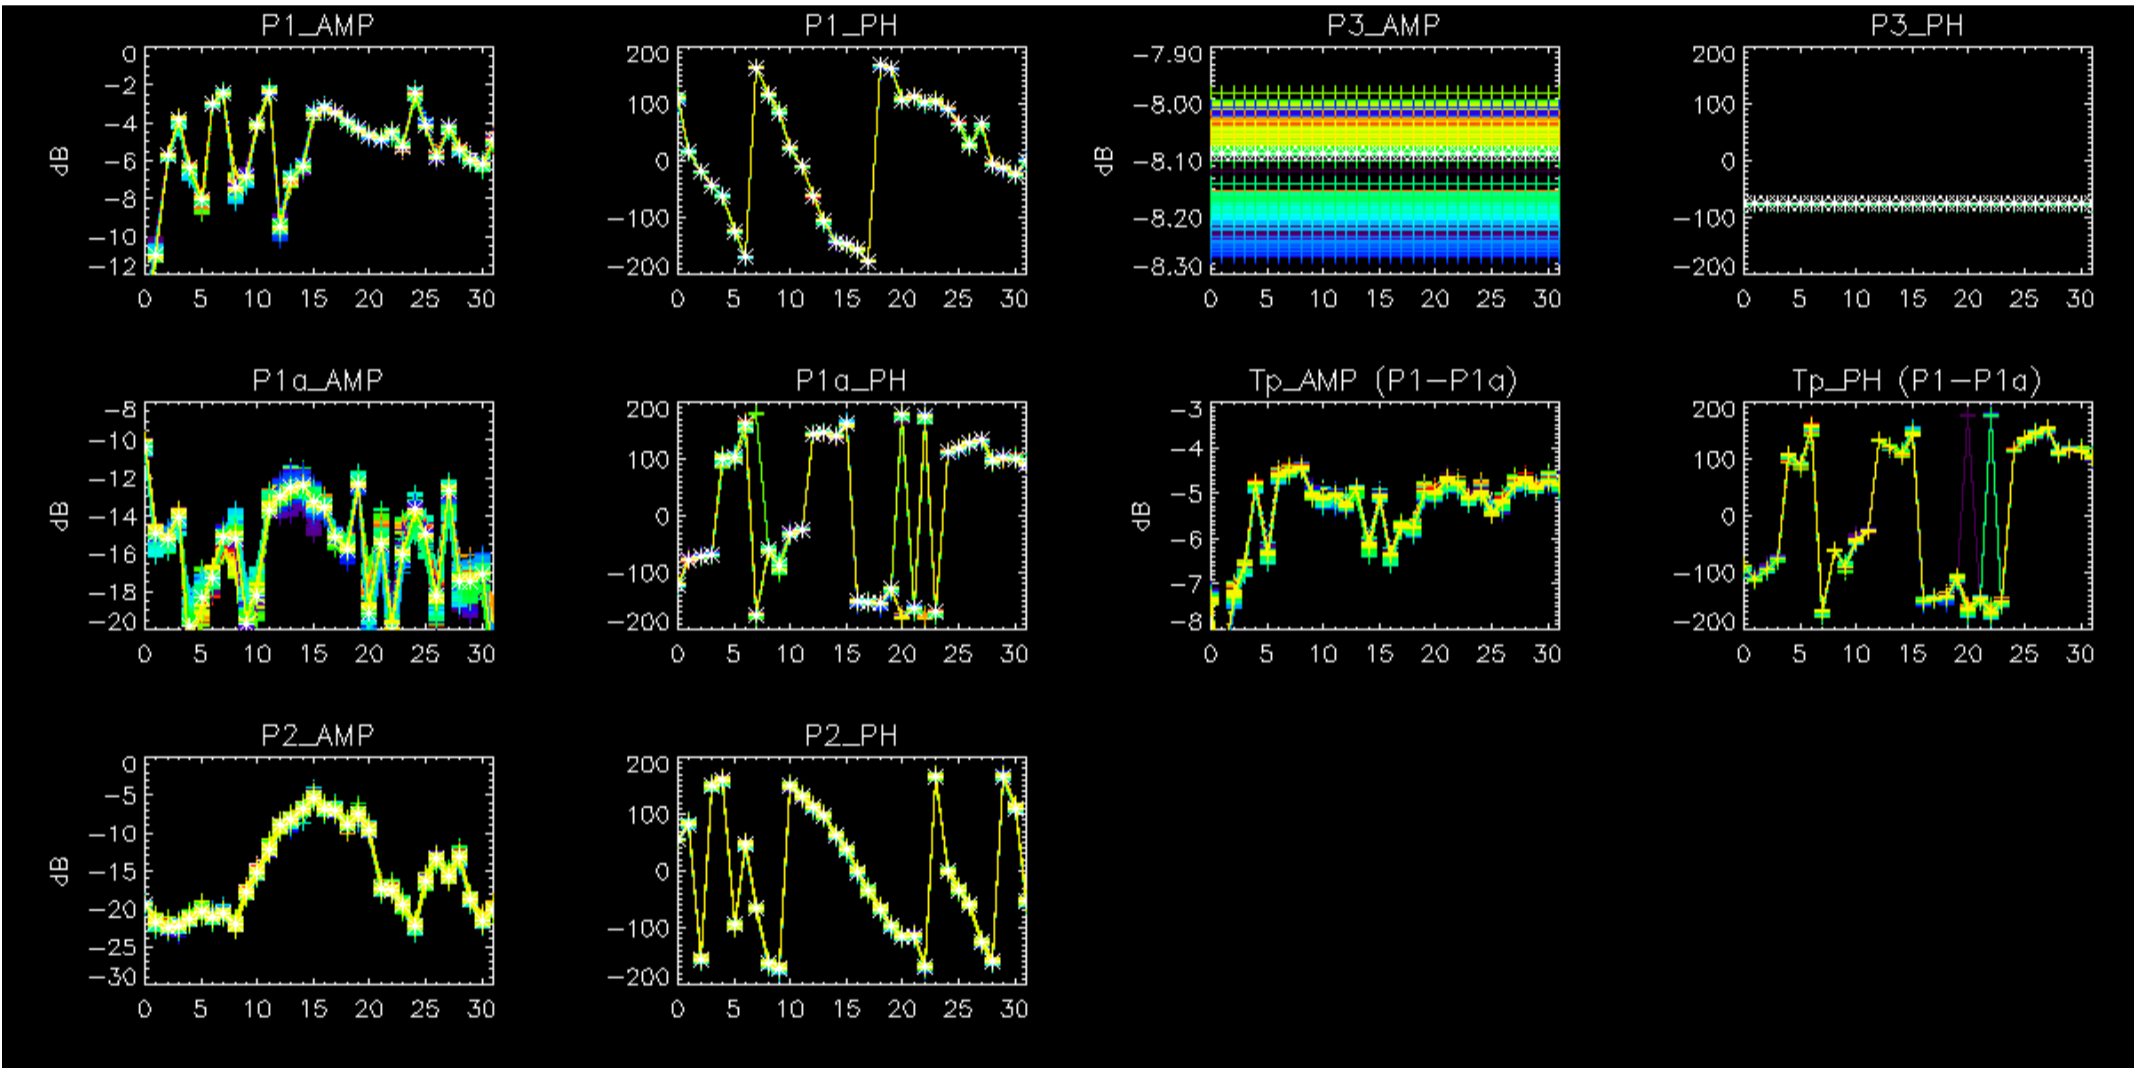 P1_AMP
P1_PH
P3_AMP
P3_PH
0
−2
−4
−6
−8
−10
−12
dB
0 5 10 15 20 25 30
200
100
0
−100
−200
0 5 10 15 20 25 30
−7.90
−8.00
−8.10
−8.20
−8.30
dB
0 5 10 15 20 25 30
200
100
0
−100
−200
0 5 10 15 20 25 30
P1a_AMP
P1a_PH
Tp_AMP (P1−P1a)
Tp_PH (P1−P1a)
−8
−10
−12
−14
−16
−18
−20
dB
0 5 10 15 20 25 30
200
100
0
−100
−200
0 5 10 15 20 25 30
−3
−4
−5
−6
−7
−8
dB
0 5 10 15 20 25 30
200
100
0
−100
−200
0 5 10 15 20 25 30
P2_AMP
P2_PH
0
−5
−10
−15
−20
−25
−30
dB
0 5 10 15 20 25 30
200
100
0
−100
−200
0 5 10 15 20 25 30